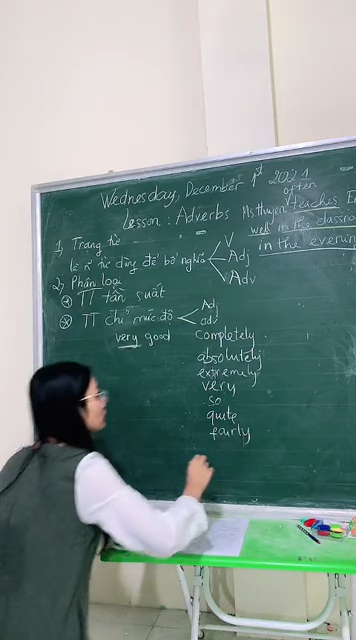 Wednesday, December 1st 2021
Lesson: Adverbs
often
Ms thuyen teaches E
well in the classro
in the evenin
1, Trạng từ
là n~ từ dùng để bổ nghĩa
V
Adj
Adv
2, Phân loại
TT tần suất
TT chỉ mức độ
Adj
adv
very good
completely
absolutely
extremely
very
so
quite
fairly